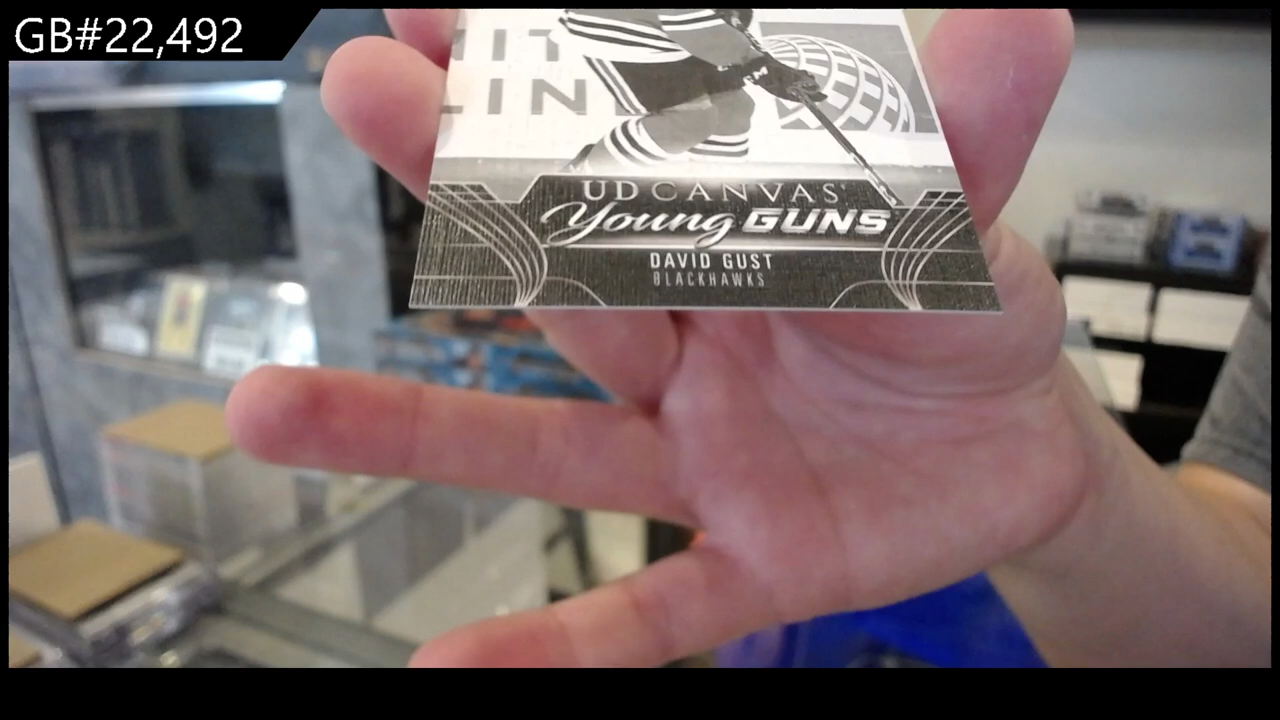 GB#22,492
UD CANVAS
Young GUNS
DAVID GUST
BLACKHAWKS